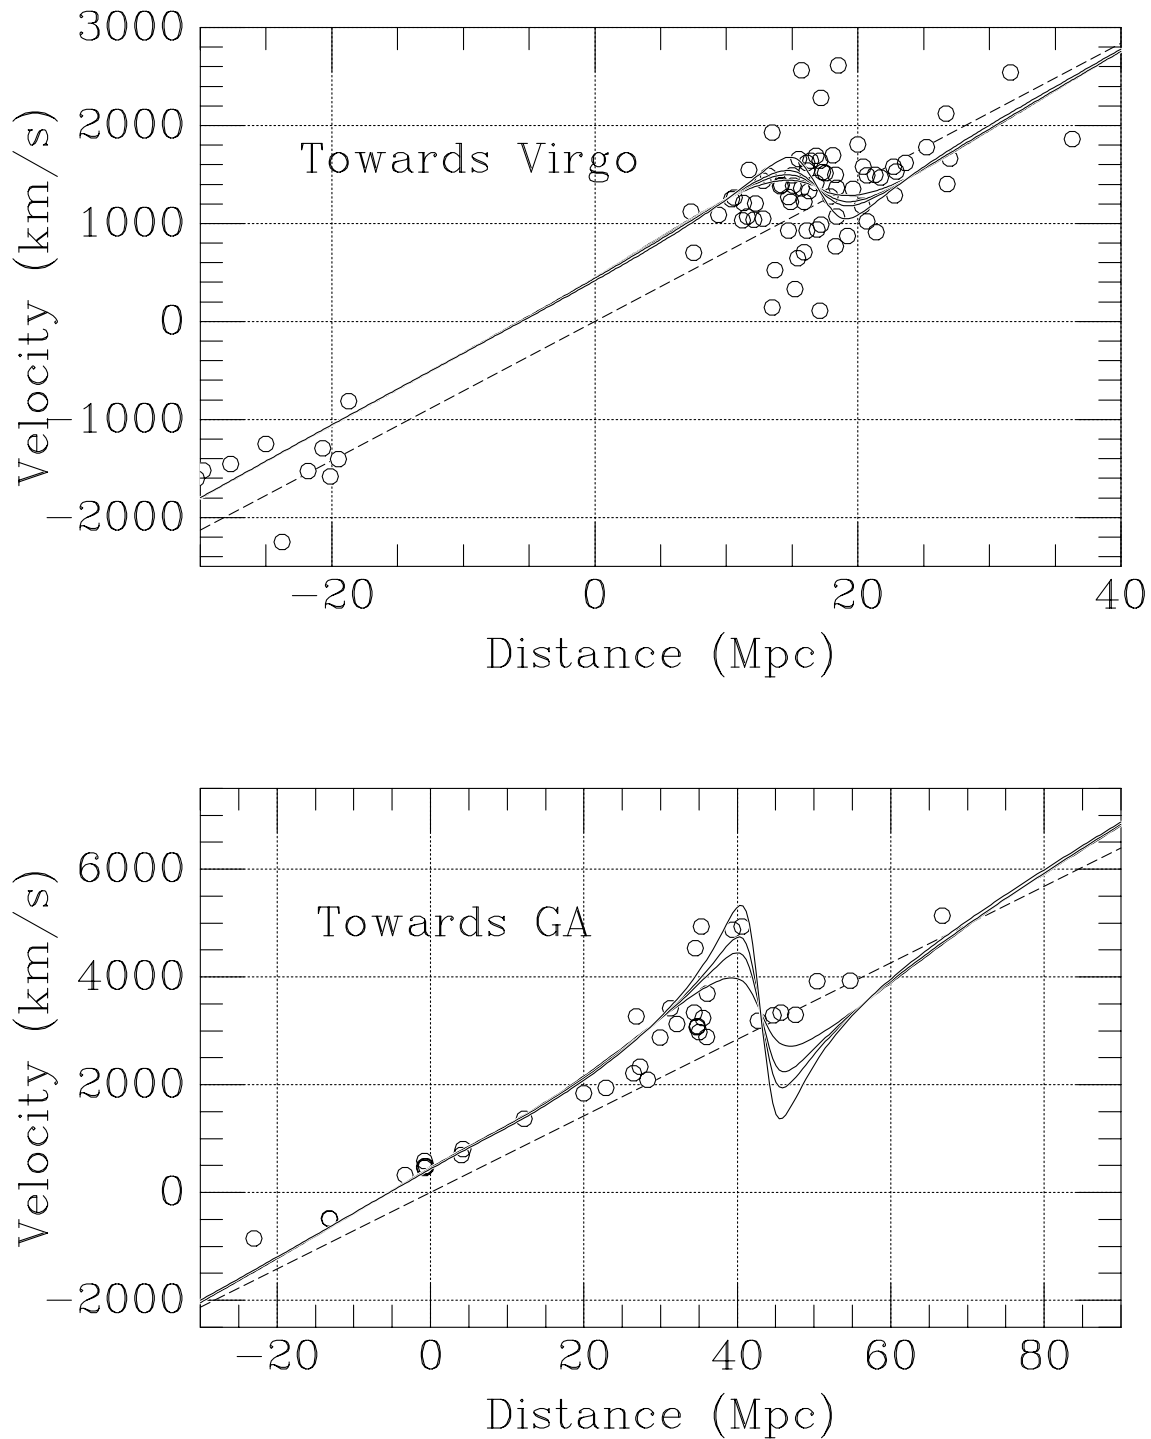 3000
2000
1000
0
−1000
−2000
Velocity (km/s)
Towards Virgo
−20 0 20 40
Distance (Mpc)
6000
4000
2000
0
−2000
Velocity (km/s)
Towards GA
−20 0 20 40 60 80
Distance (Mpc)